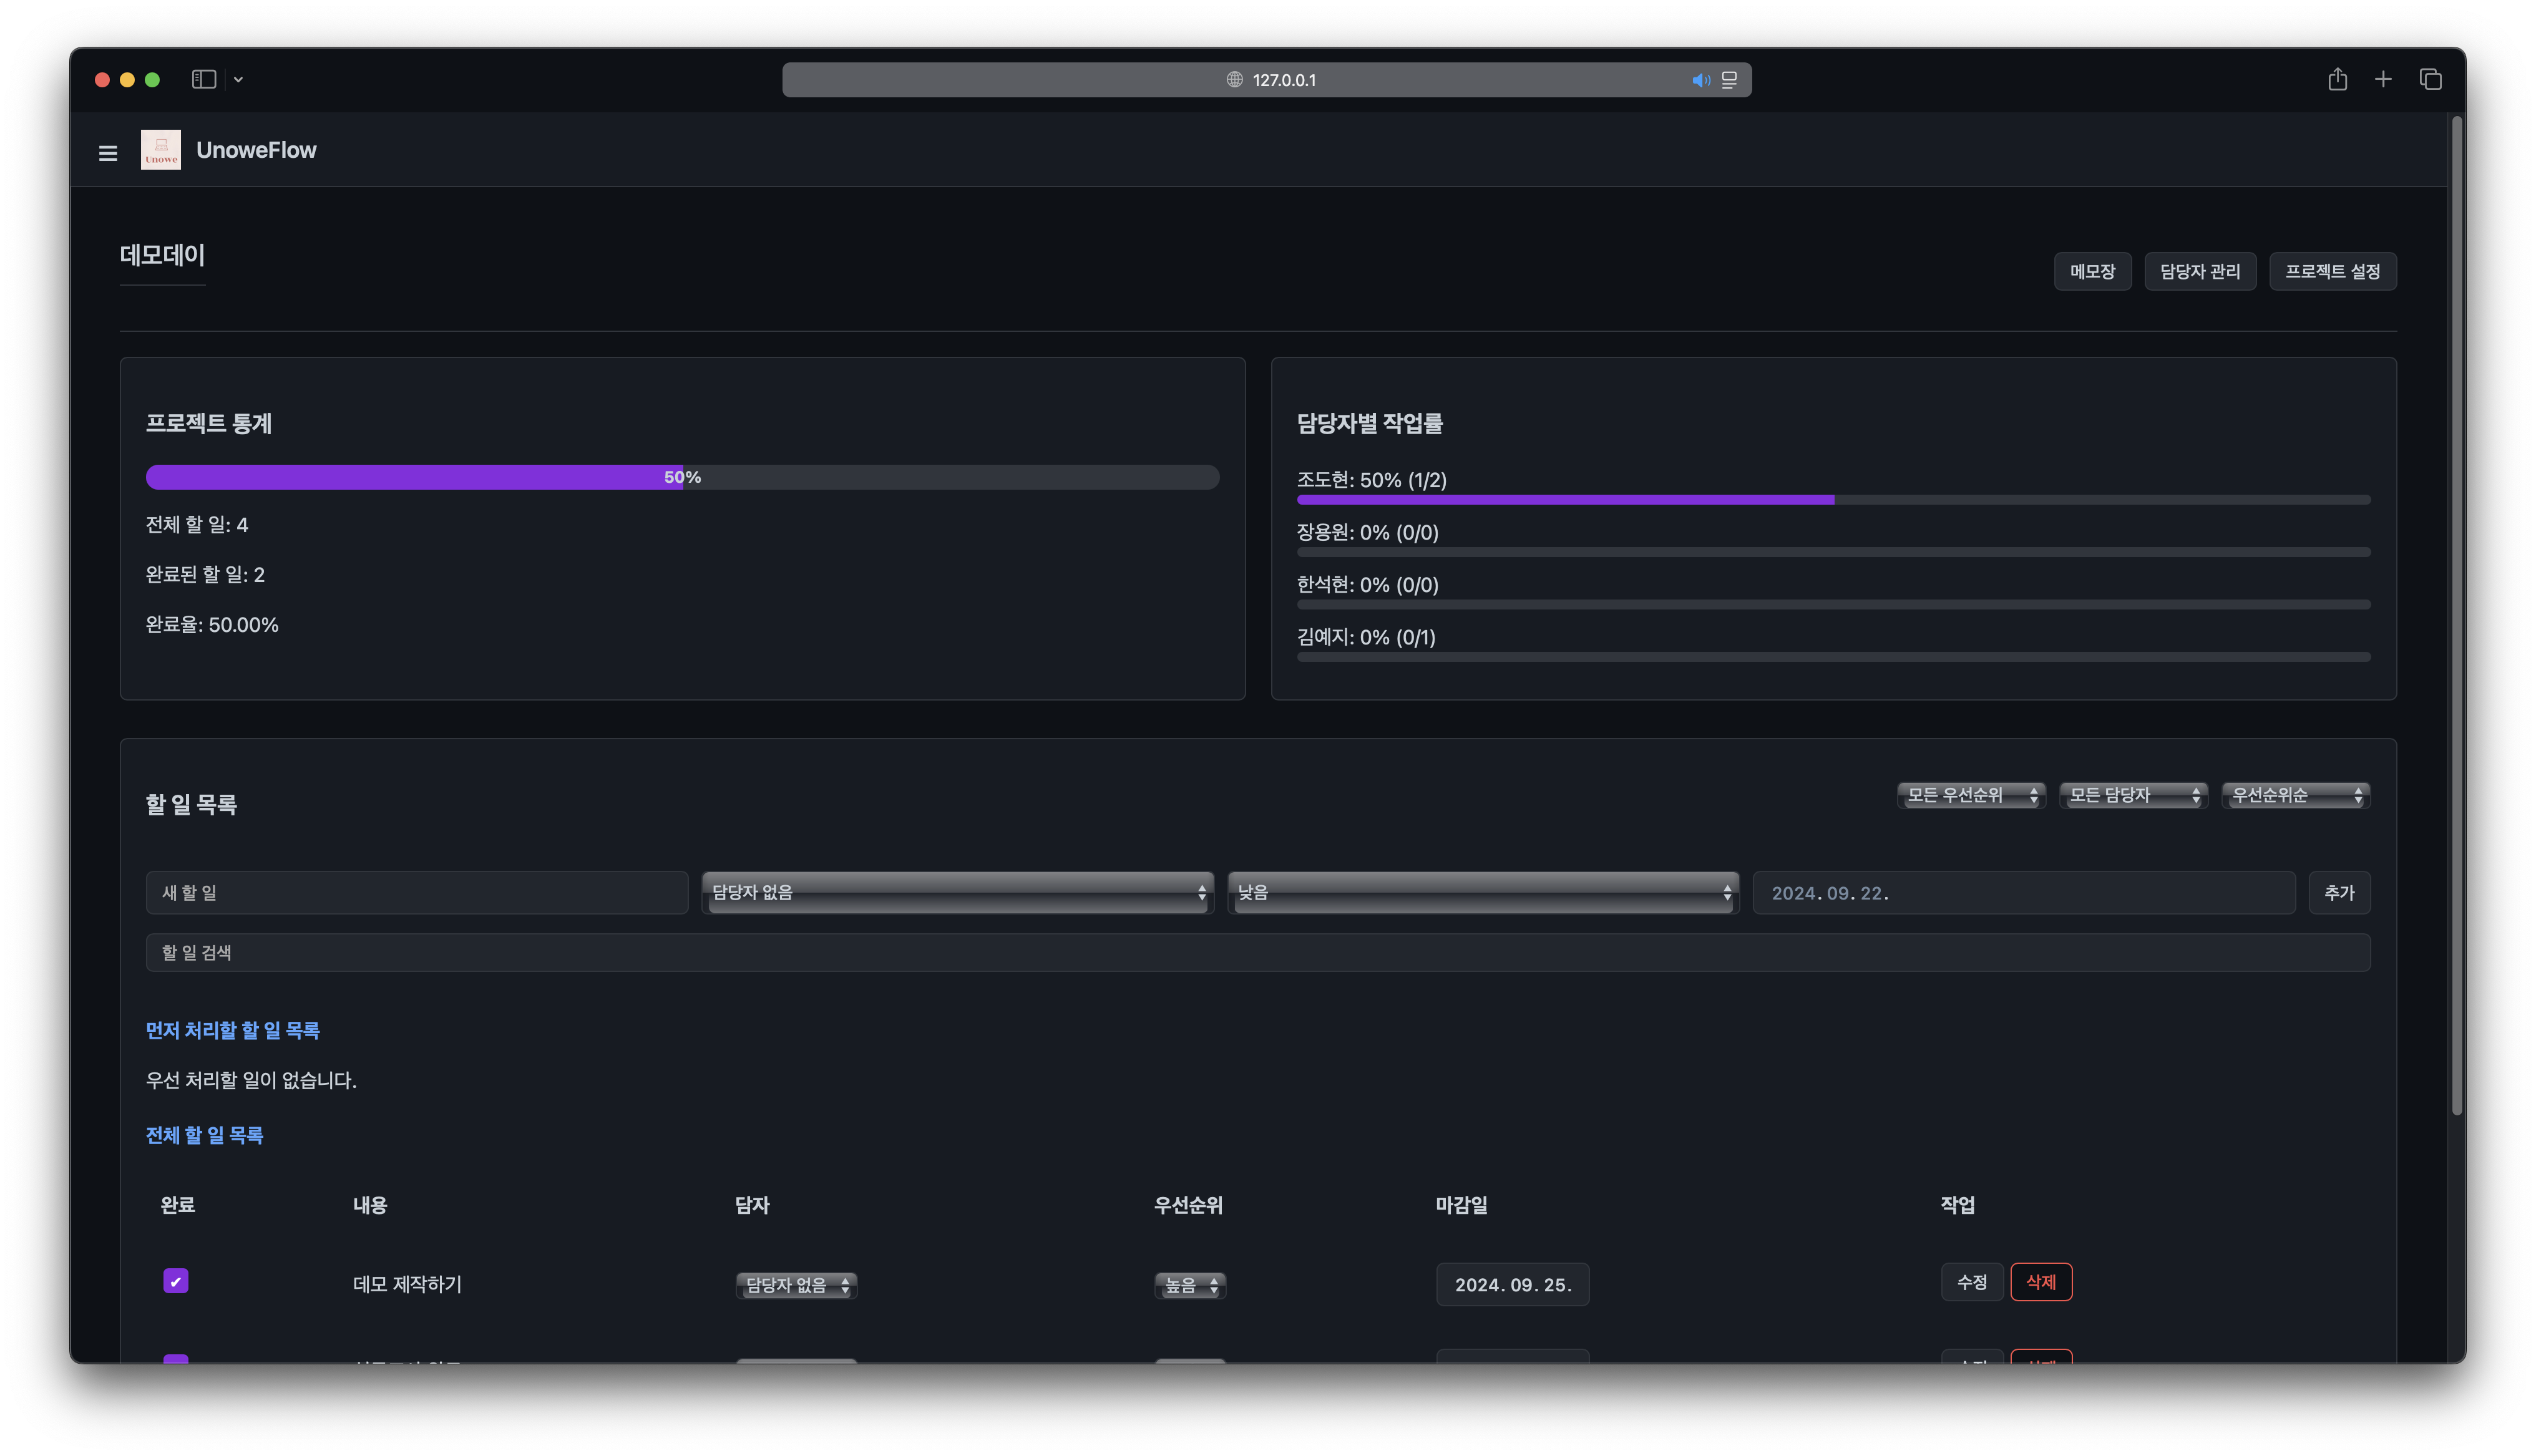 127.0.0.1
Unowe
UnoweFlow
데모데이
메모장 담당자 관리 프로젝트 설정
프로젝트 통계
50%
전체 할 일: 4
완료된 할 일: 2
완료율: 50.00%
담당자별 작업률
조도현: 50% (1/2)
장용원: 0% (0/0)
한석현: 0% (0/0)
김예지: 0% (0/1)
할 일 목록
모든 우선순위 모든 담당자 우선순위순
새 할 일 담당자 없음 낮음 2024. 09. 22. 추가
할 일 검색
먼저 처리할 할 일 목록
우선 처리할 일이 없습니다.
전체 할 일 목록
완료 내용 담자 우선순위 마감일 작업
데모 제작하기 담당자 없음 높음 2024. 09. 25. 수정 삭제